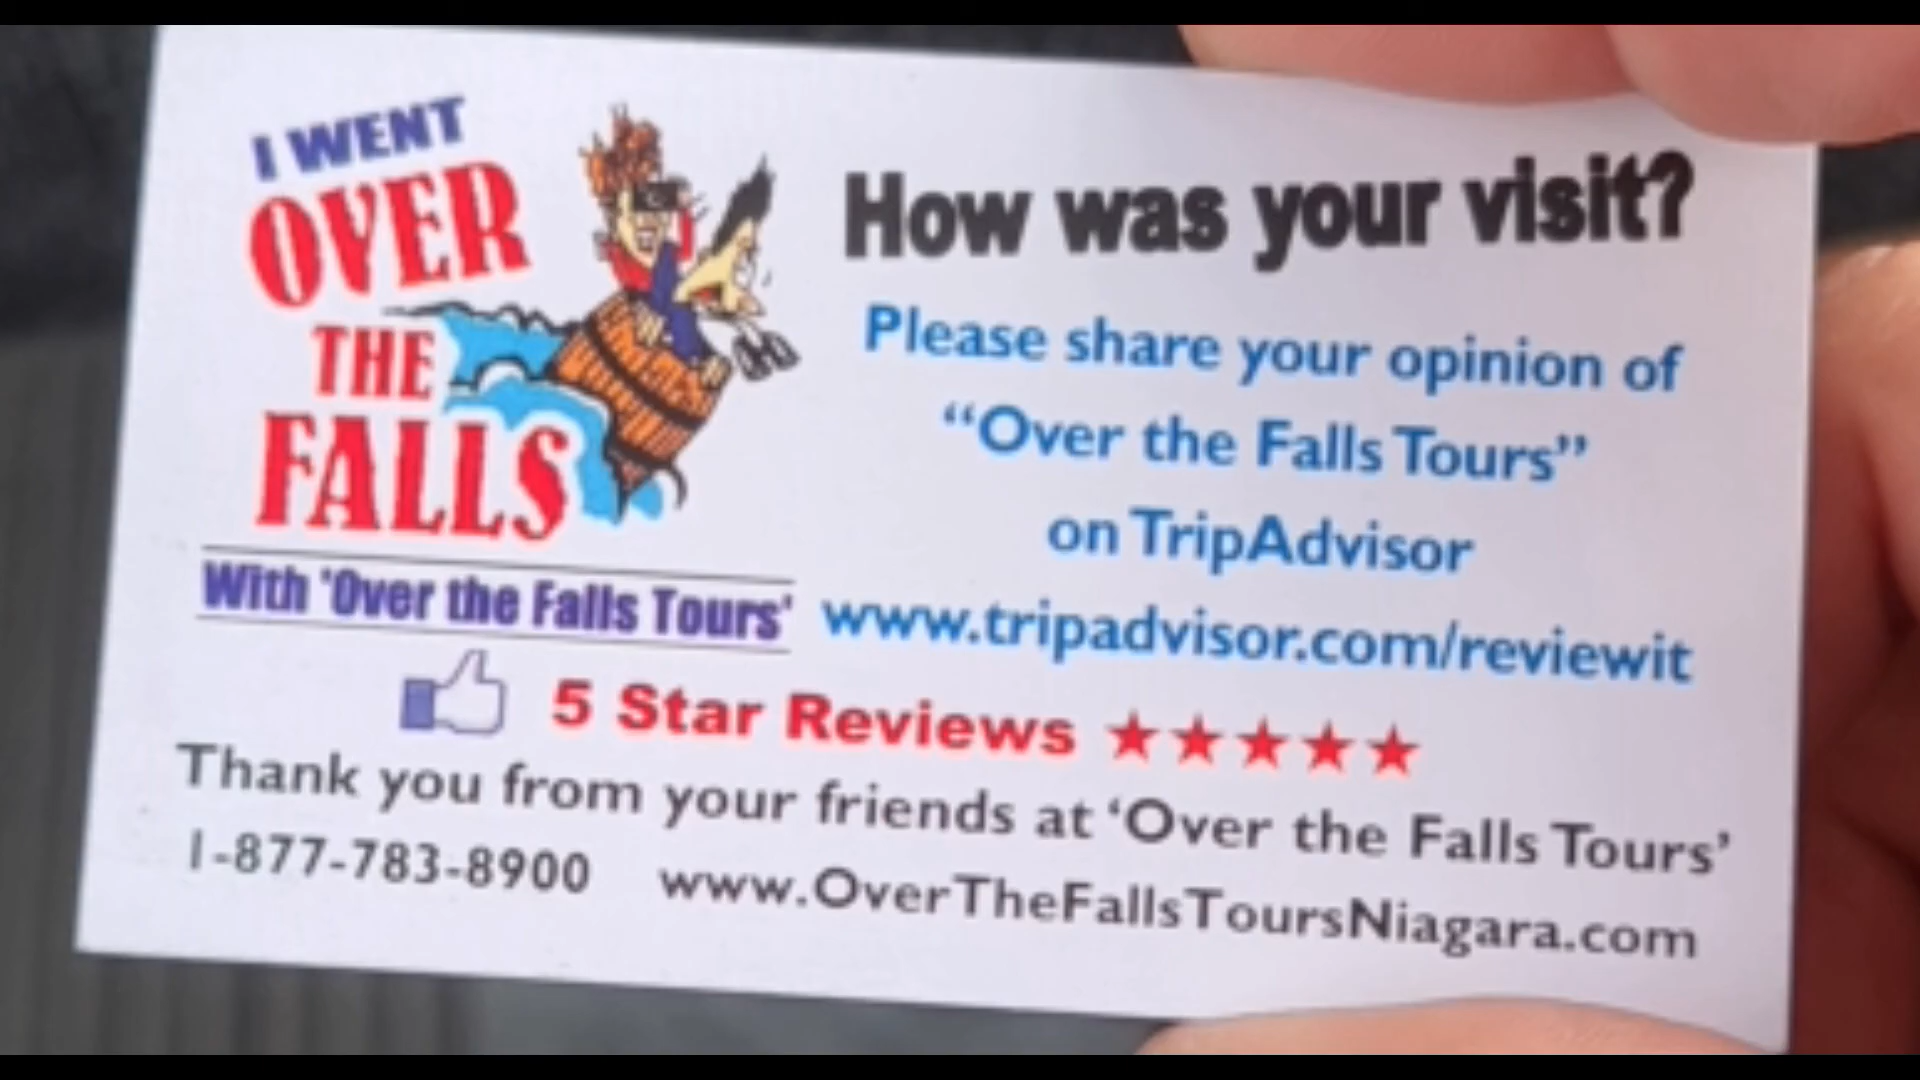 I WENT
OVER
THE
FALLS
With 'Over the Falls Tours'
How was your visit?
Please share your opinion of
“Over the Falls Tours”
on TripAdvisor
www.tripadvisor.com/reviewit
5 Star Reviews ★★★★★
Thank you from your friends at ‘Over the Falls Tours’
1-877-783-8900 www.OverTheFallsToursNiagara.com